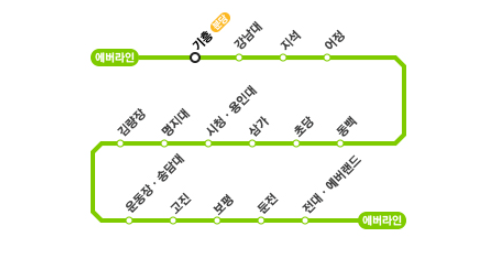 에버라인
기흥
분당
강남대
지석
어정
김량장
명지대
시청·용인대
삼가
초당
동백
운동장·송담대
고진
보평
둔전
전대·에버랜드
에버라인